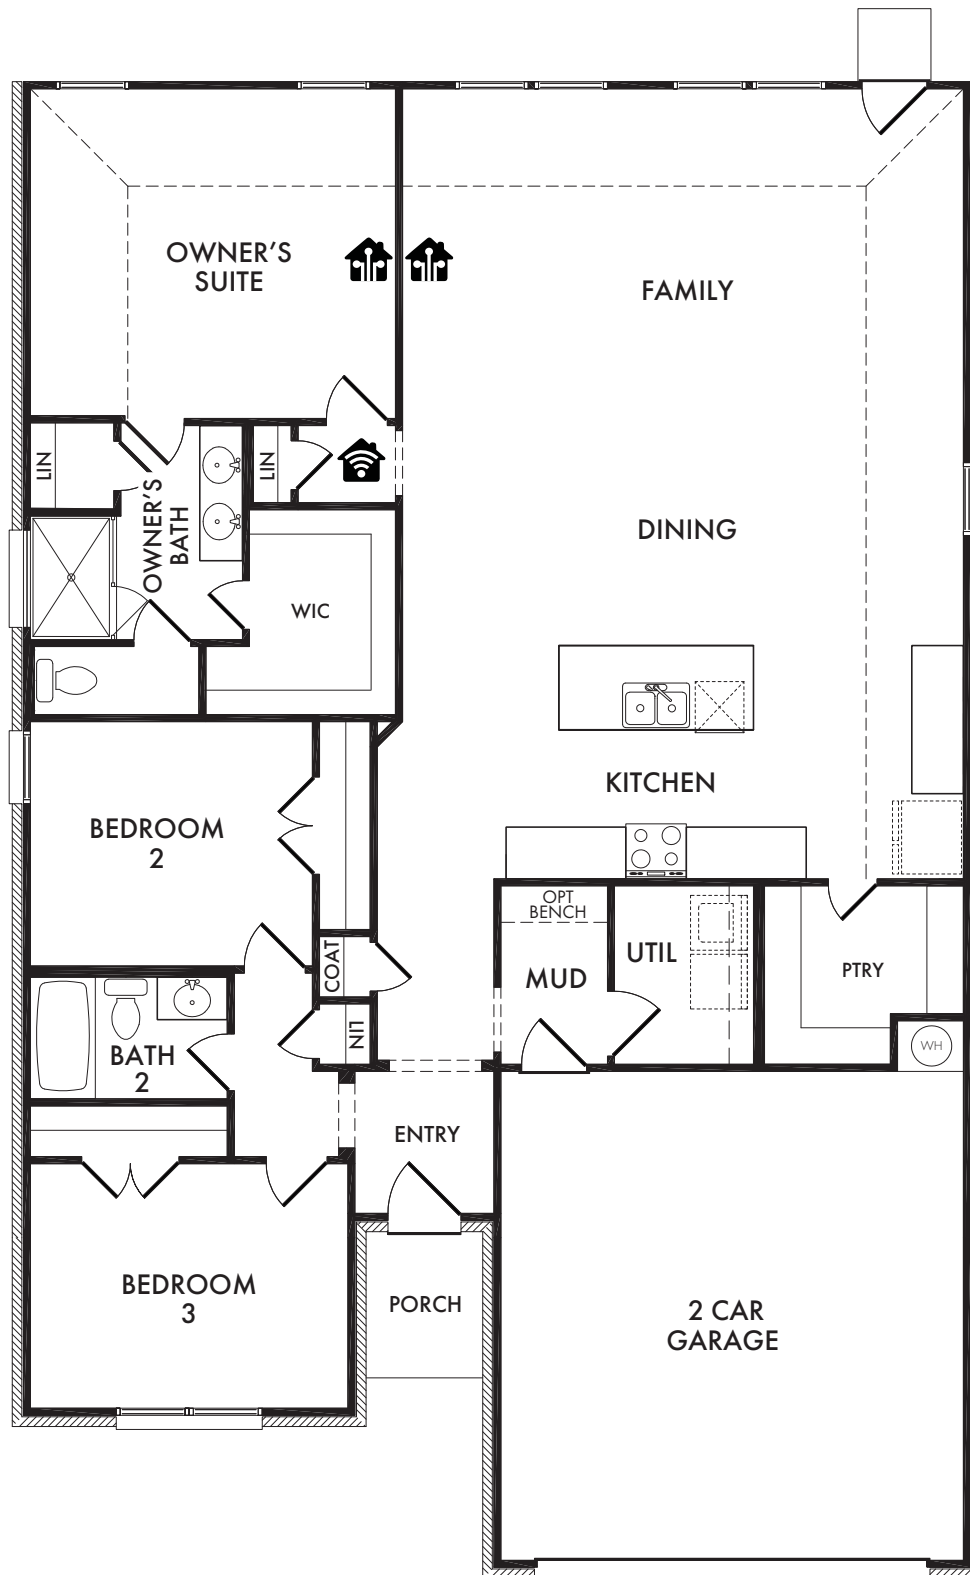 OWNER'S
SUITE
FAMILY
LIN
LIN
OWNER'S
BATH
DINING
WIC
KITCHEN
BEDROOM
2
OPT
BENCH
COAT
MUD
UTIL
PTRY
LIN
BATH
2
WH
ENTRY
BEDROOM
3
PORCH
2 CAR
GARAGE